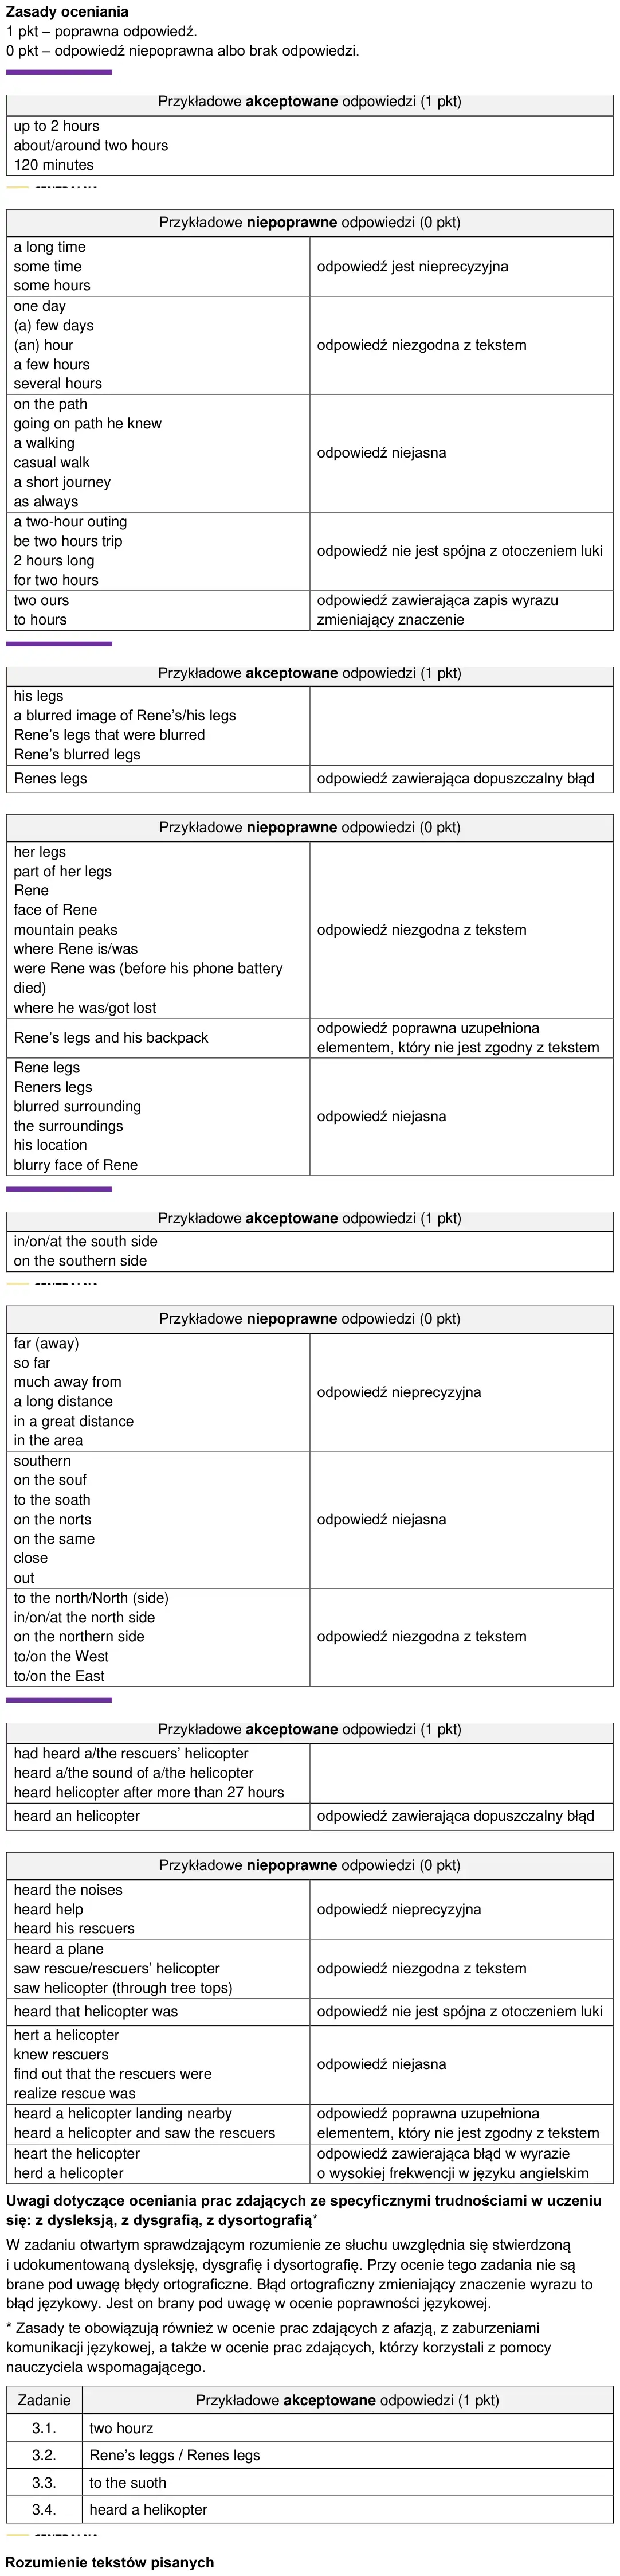 Zasady oceniania
1 pkt – poprawna odpowiedź.
0 pkt – odpowiedź niepoprawna albo brak odpowiedzi.
Przykładowe akceptowane odpowiedzi (1 pkt)
up to 2 hours
about/around two hours
120 minutes
Przykładowe niepoprawne odpowiedzi (0 pkt)
a long time
some time
some hours
odpowiedź jest nieprecyzyjna
one day
(a) few days
(an) hour
a few hours
several hours
odpowiedź niezgodna z tekstem
on the path
going on path he knew
a walking
casual walk
a short journey
as always
odpowiedź niejasna
a two-hour outing
be two hours trip
2 hours long
for two hours
odpowiedź nie jest spójna z otoczeniem luki
two ours
to hours
odpowiedź zawierająca zapis wyrazu
zmieniający znaczenie
Przykładowe akceptowane odpowiedzi (1 pkt)
his legs
a blurred image of Rene's/his legs
Rene's legs that were blurred
Rene's blurred legs
Renes legs
odpowiedź zawierająca dopuszczalny błąd
Przykładowe niepoprawne odpowiedzi (0 pkt)
her legs
part of her legs
Rene
face of Rene
mountain peaks
where Rene is/was
were Rene was (before his phone battery
died)
where he was/got lost
odpowiedź niezgodna z tekstem
Rene's legs and his backpack
odpowiedź poprawna uzupełniona
elementem, który nie jest zgodny z tekstem
Rene legs
Reners legs
blurred surrounding
the surroundings
his location
blurry face of Rene
odpowiedź niejasna
Przykładowe akceptowane odpowiedzi (1 pkt)
in/on/at the south side
on the southern side
Przykładowe niepoprawne odpowiedzi (0 pkt)
far (away)
so far
much away from
a long distance
in a great distance
in the area
odpowiedź nieprecyzyjna
southern
on the souf
to the soath
on the norts
on the same
close
out
odpowiedź niejasna
to the north/North (side)
in/on/at the north side
on the northern side
to/on the West
to/on the East
odpowiedź niezgodna z tekstem
Przykładowe akceptowane odpowiedzi (1 pkt)
had heard a/the rescuers' helicopter
heard a/the sound of a/the helicopter
heard helicopter after more than 27 hours
heard an helicopter
odpowiedź zawierająca dopuszczalny błąd
Przykładowe niepoprawne odpowiedzi (0 pkt)
heard the noises
heard help
heard his rescuers
odpowiedź nieprecyzyjna
heard a plane
saw rescue/rescuers' helicopter
saw helicopter (through tree tops)
odpowiedź niezgodna z tekstem
heard that helicopter was
odpowiedź nie jest spójna z otoczeniem luki
hert a helicopter
knew rescuers
find out that the rescuers were
realize rescue was
odpowiedź niejasna
heard a helicopter landing nearby
heard a helicopter and saw the rescuers
odpowiedź poprawna uzupełniona
elementem, który nie jest zgodny z tekstem
heart the helicopter
herd a helicopter
odpowiedź zawierająca błąd w wyrazie
o wysokiej frekwencji w języku angielskim
Uwagi dotyczące oceniania prac zdających ze specyficznymi trudnościami w uczeniu
się: z dysleksją, z dysgrafią, z dysortografią*
W zadaniu otwartym sprawdzającym rozumienie ze słuchu uwzględnia się stwierdzoną
i udokumentowaną dysleksję, dysgrafię i dysortografię. Przy ocenie tego zadania nie są
brane pod uwagę błędy ortograficzne. Błąd ortograficzny zmieniający znaczenie wyrazu to
błąd językowy. Jest on brany pod uwagę w ocenie poprawności językowej.
* Zasady te obowiązują również w ocenie prac zdających z afazją, z zaburzeniami
komunikacji językowej, a także w ocenie prac zdających, którzy korzystali z pomocy
nauczyciela wspomagającego.
Zadanie Przykładowe akceptowane odpowiedzi (1 pkt)
3.1. two hourz
3.2. Rene's leggs / Renes legs
3.3. to the suoth
3.4. heard a helikopter
Rozumienie tekstów pisanych